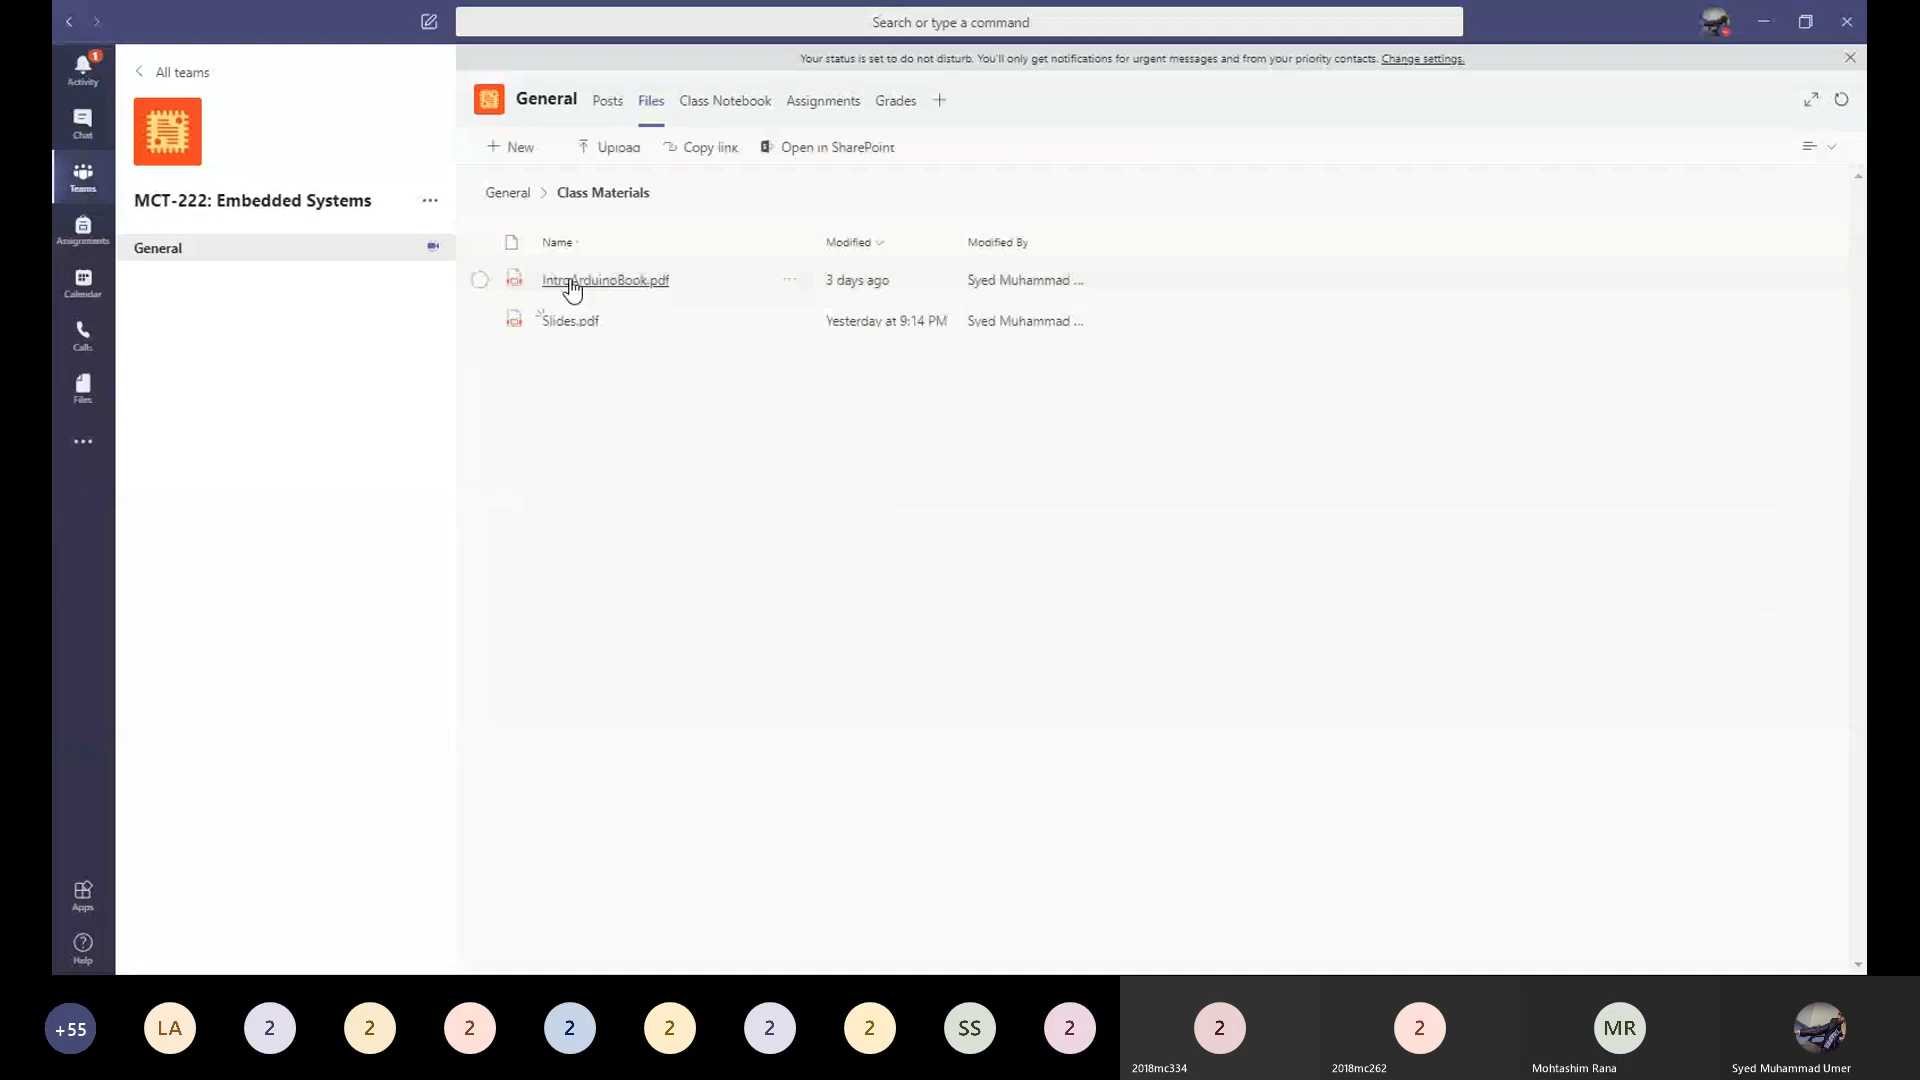 Search or type a command
Your status is set to do not disturb. You'll only get notifications for urgent messages and from your priority contacts. Change settings.
1
Activity
Chat
Teams
Assignments
Calendar
Calls
Files
Apps
Help
All teams
MCT-222: Embedded Systems
General
General Posts Files Class Notebook Assignments Grades
New Upload Copy link Open in SharePoint
General > Class Materials
Name Modified Modified By
IntroArduinoBook.pdf 3 days ago Syed Muhammad ...
Slides.pdf Yesterday at 9:14 PM Syed Muhammad ...
+55 LA 2 2 2 2 2 2 2 SS 2 2 2 MR
2018mc334 2018mc262 Mohtashim Rana Syed Muhammad Umer